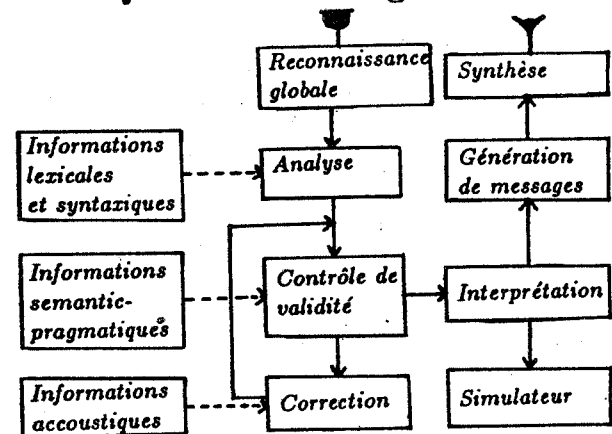 Reconnaissance
globale
Synthèse
Informations
lexicales
et syntaxiques
Analyse
Génération
de messages
Informations
semantic-
pragmatiques
Contrôle de
validité
Interprétation
Informations
accoustiques
Correction
Simulateur